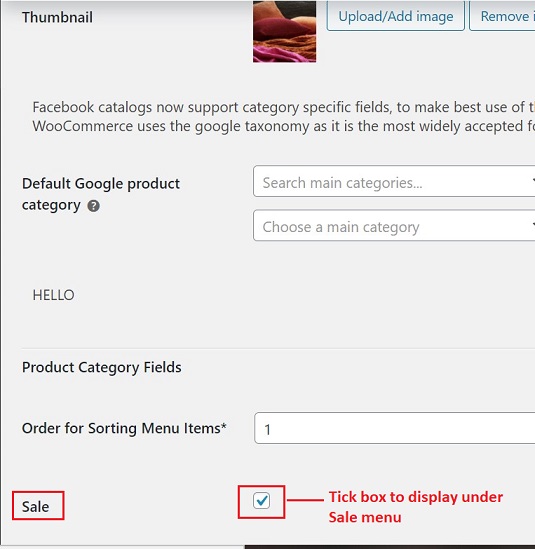 Thumbnail
Upload/Add image
Remove
Facebook catalogs now support category specific fields, to make best use of
WooCommerce uses the google taxonomy as it is the most widely accepted
Default Google product
category ?
Search main categories...
Choose a main category
HELLO
Product Category Fields
Order for Sorting Menu Items*
1
Sale
Tick box to display under
Sale menu